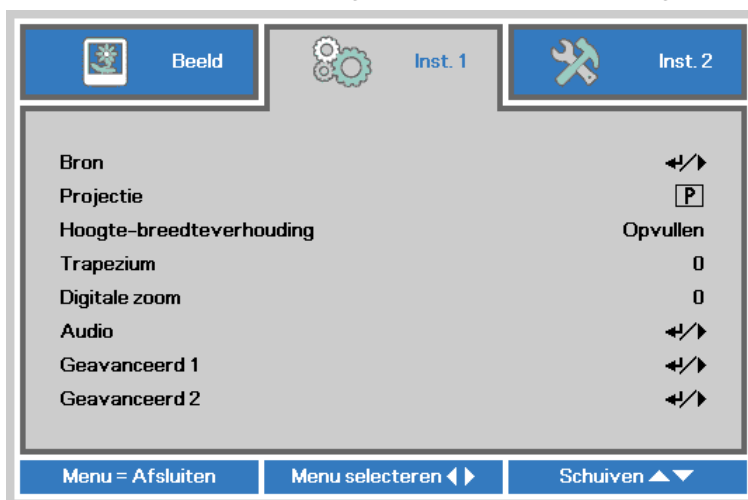 Beeld
Inst. 1
Inst. 2
Bron
Projectie P
Hoogte-breedteverhouding Opvullen
Trapezium 0
Digitale zoom 0
Audio
Geavanceerd 1
Geavanceerd 2
Menu = Afsluiten
Menu selecteren
Schuiven